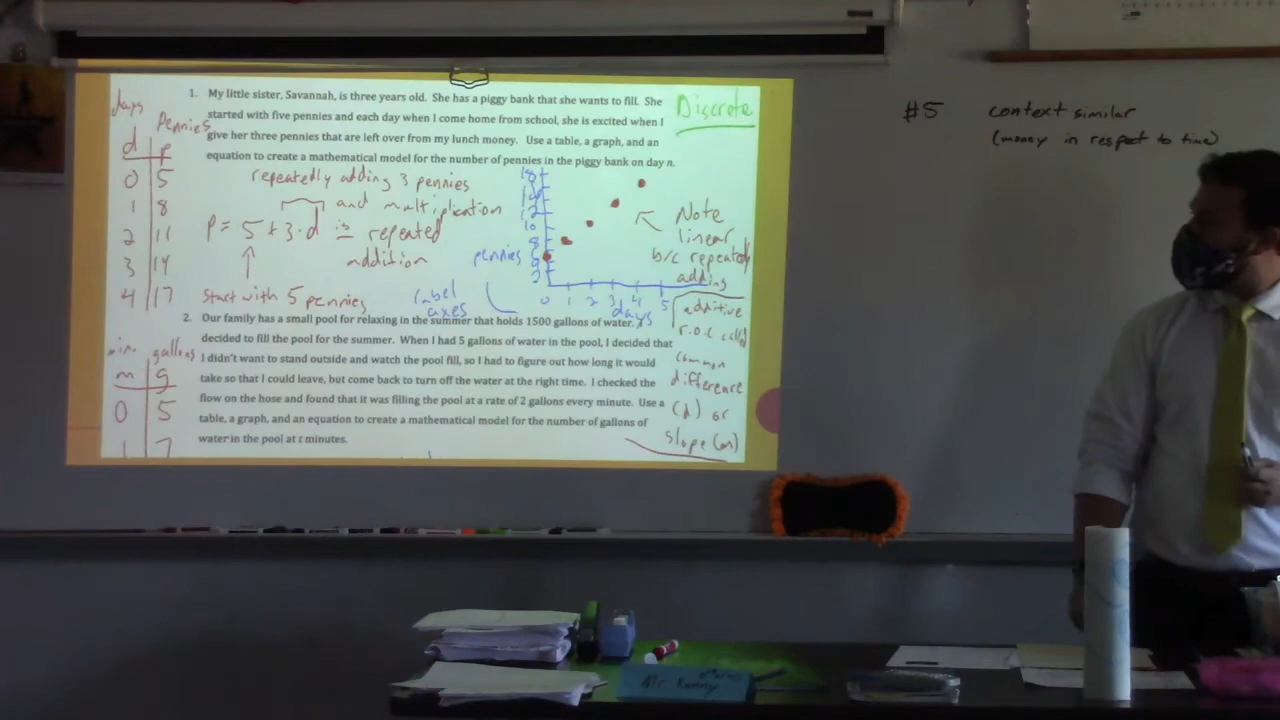 1. My little sister, Savannah, is three years old. She has a piggy bank that she wants to fill. She
started with five pennies and each day when I come home from school, she is excited when I
give her three pennies that are left over from my lunch money. Use a table, a graph, and an
equation to create a mathematical model for the number of pennies in the piggy bank on day n.
Discrete
days
Pennies
d p
0 5
1 8
2 11
3 14
4 17
repeatedly adding 3 pennies
and multiplication
P = 5 + 3·d is repeated
addition
start with 5 pennies
label
axes
pennies
10
8
0 1 2 3 4 5
days
Note
linear
b/c repeatedly
adding
additive
r.o.c. called
common
difference
(d) or
slope (m)
2. Our family has a small pool for relaxing in the summer that holds 1500 gallons of water. I
decided to fill the pool for the summer. When I had 5 gallons of water in the pool, I decided that
I didn't want to stand outside and watch the pool fill, so I had to figure out how long it would
take so that I could leave, but come back to turn off the water at the right time. I checked the
flow on the hose and found that it was filling the pool at a rate of 2 gallons every minute. Use a
table, a graph, and an equation to create a mathematical model for the number of gallons of
water in the pool at t minutes.
min. gallons
m g
0 5
1 7
#5 context similar
(money in respect to time)
Mr.